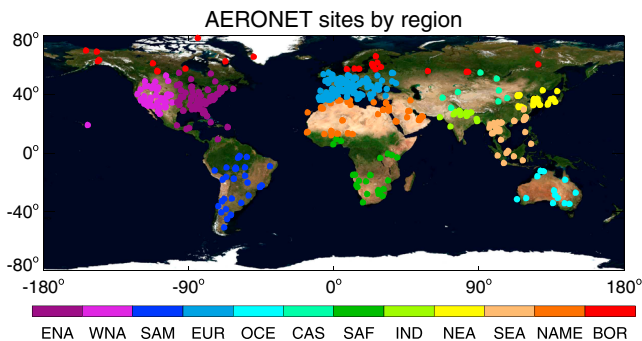 AERONET sites by region
80°
40°
0°
-40°
-80°
-180° -90° 0° 90° 180°
ENA WNA SAM EUR OCE CAS SAF IND NEA SEA NAME BOR